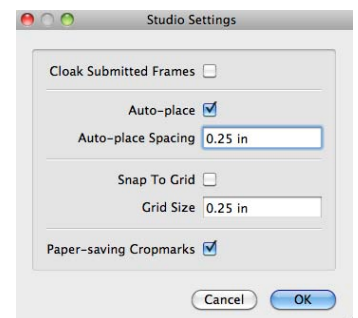 Studio Settings
Cloak Submitted Frames
Auto-place
Auto-place Spacing 0.25 in
Snap To Grid
Grid Size 0.25 in
Paper-saving Cropmarks
Cancel OK